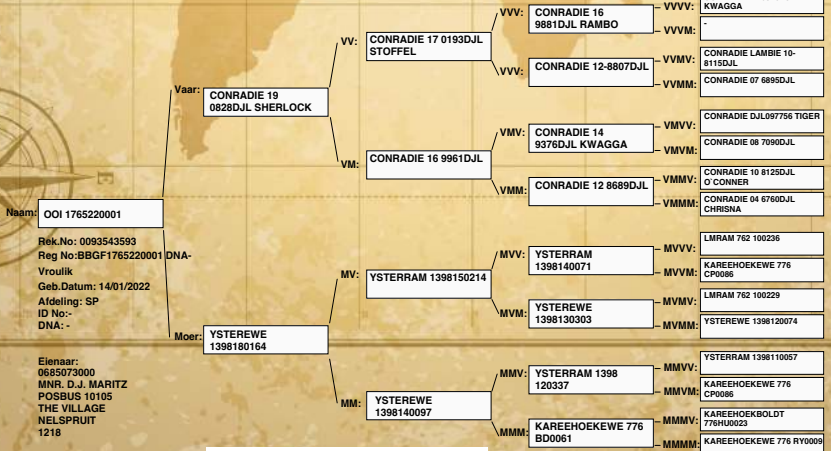 KWAGGA
VVVV:
CONRADIE 16
9881DJL RAMBO
VVV:
VVVM:
-
CONRADIE 17 0193DJL
STOFFEL
VV:
VVV:
CONRADIE 12-8807DJL
VVMV:
CONRADIE LAMBIE 10-
8115DJL
VVMM:
CONRADIE 07 6895DJL
Vaar:
CONRADIE 19
0828DJL SHERLOCK
VMV:
CONRADIE 14
9376DJL KWAGGA
VMVV:
CONRADIE DJL097756 TIGER
VMVM:
CONRADIE 08 7090DJL
VM:
CONRADIE 16 9961DJL
VMM:
CONRADIE 12 8689DJL
VMMV:
CONRADIE 10 8125DJL
O`CONNER
VMMM:
CONRADIE 04 6760DJL
CHRISNA
E
Naam:
OOI 1765220001
Rek.No: 0093543593
Reg No:BBGF1765220001 DNA-
Vroulik
Geb.Datum: 14/01/2022
Afdeling: SP
ID No:-
DNA: -
MV:
YSTERRAM 1398150214
MVV:
YSTERRAM
1398140071
MVVV:
LMRAM 762 100236
MVVM:
KAREEHOEKEWE 776
CP0086
MVM:
YSTEREWE
1398130303
MVMV:
LMRAM 762 100229
MVMM:
YSTEREWE 1398120074
Moer:
YSTEREWE
1398180164
Eienaar:
0685073000
MNR. D.J. MARITZ
POSBUS 10105
THE VILLAGE
NELSPRUIT
1218
MM:
YSTEREWE
1398140097
MMV:
YSTERRAM 1398
120337
MMVV:
YSTERRAM 1398110057
MMVM:
KAREEHOEKEWE 776
CP0086
MMM:
KAREEHOEKEWE 776
BD0061
MMMV:
KAREEHOEKBOLDT
776HU0023
MMMM:
KAREEHOEKEWE 776 RY0009